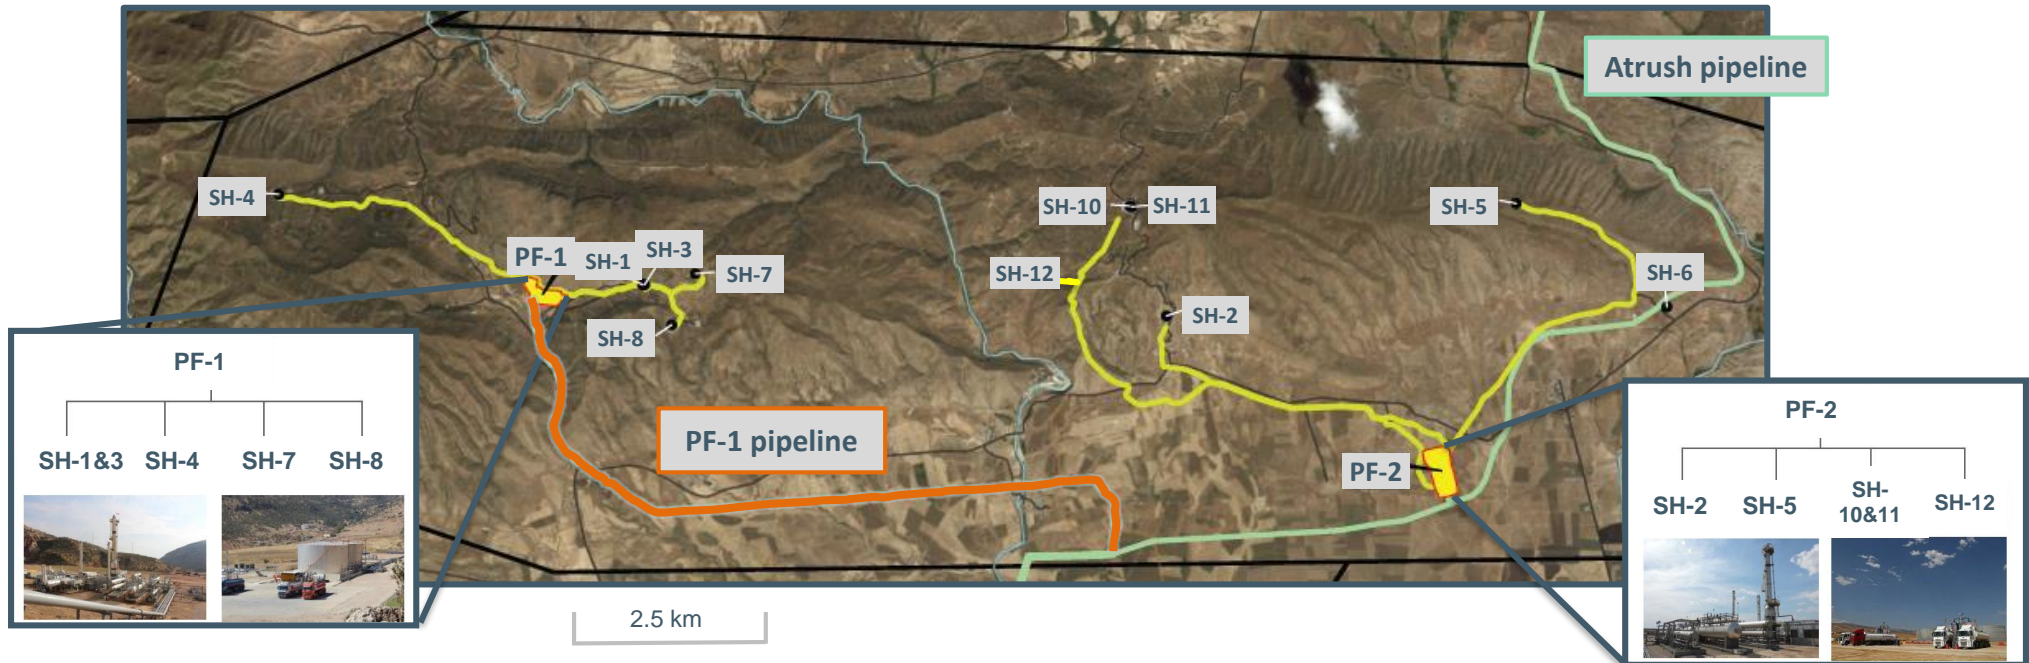 Atrush pipeline
SH-4
SH-10
SH-11
SH-5
PF-1
SH-1
SH-3
SH-7
SH-12
SH-6
SH-2
SH-8
PF-1 pipeline
PF-2
PF-1
SH-1&3
SH-4
SH-7
SH-8
PF-2
SH-2
SH-5
SH-
10&11
SH-12
2.5 km